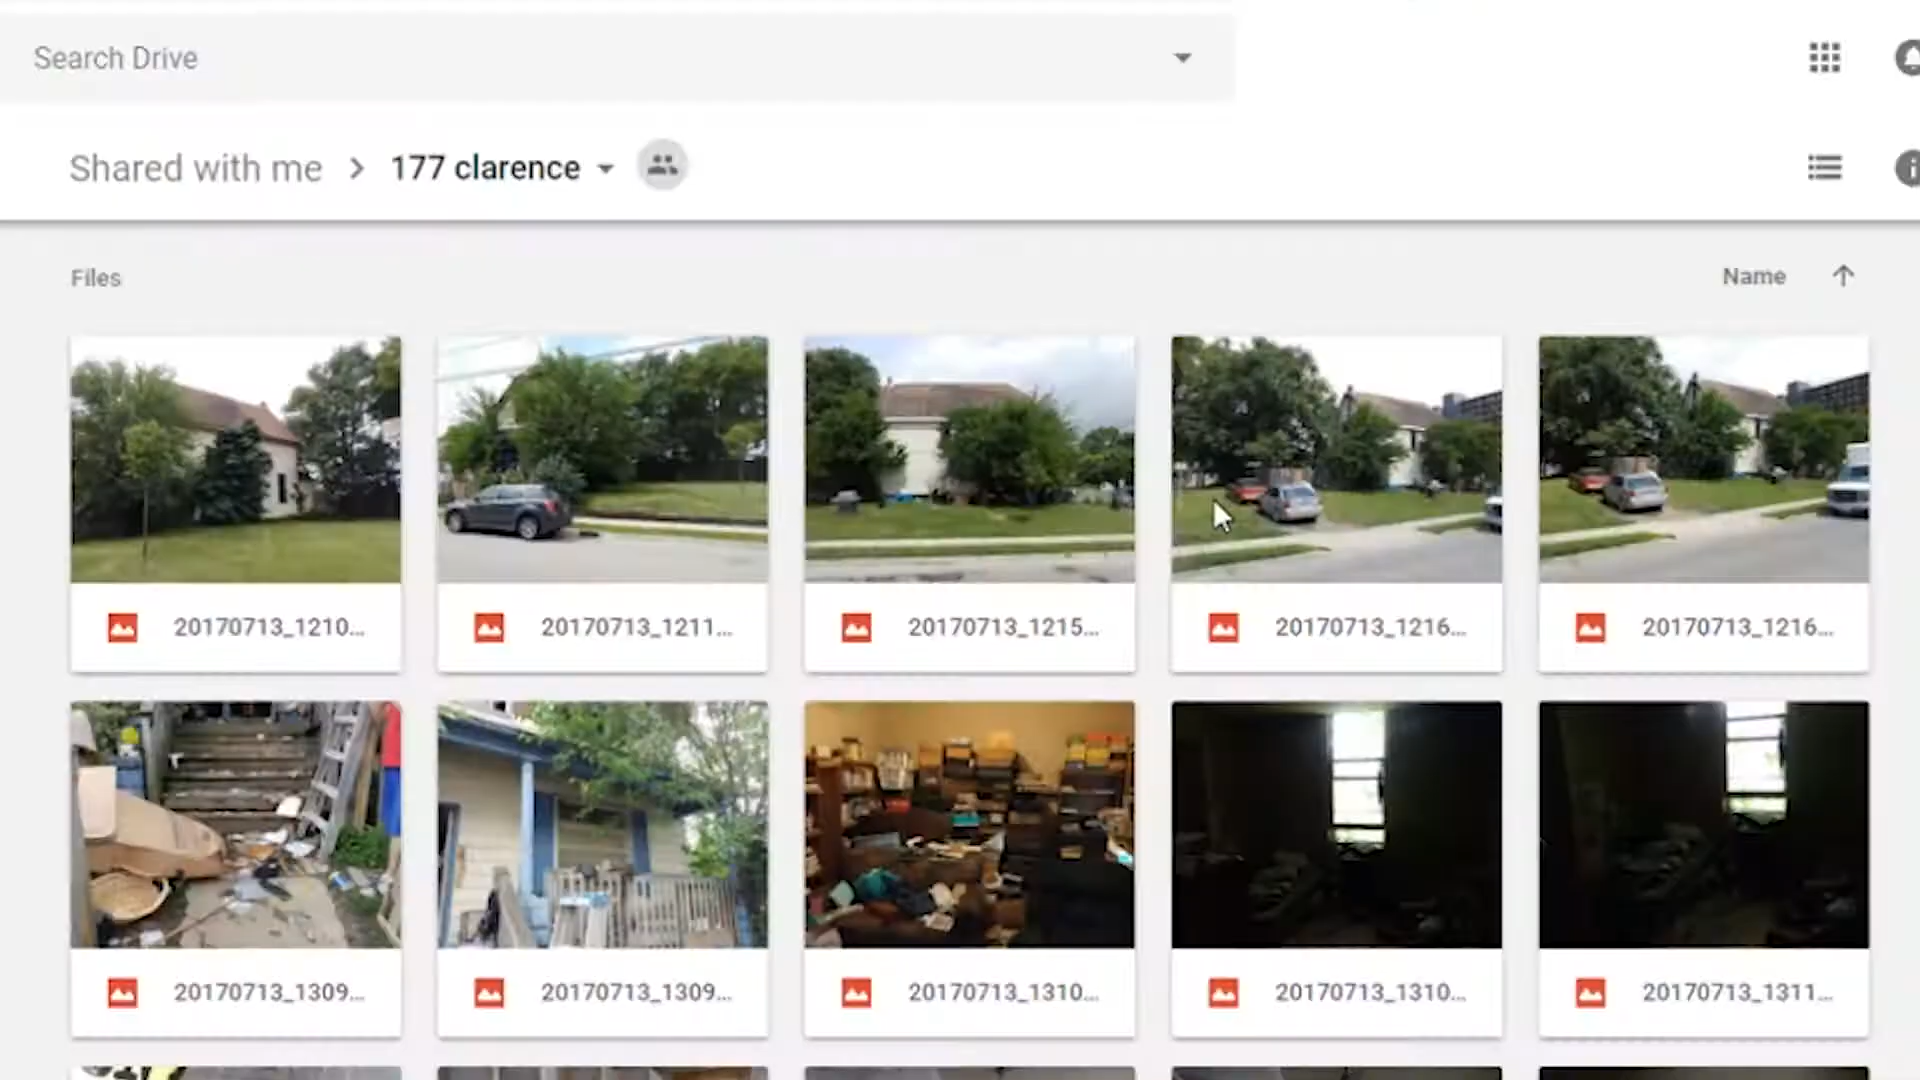 Search Drive
Shared with me > 177 clarence
Files
Name
20170713_1210...
20170713_1211...
20170713_1215...
20170713_1216...
20170713_1216...
20170713_1309...
20170713_1309...
20170713_1310...
20170713_1310...
20170713_1311...